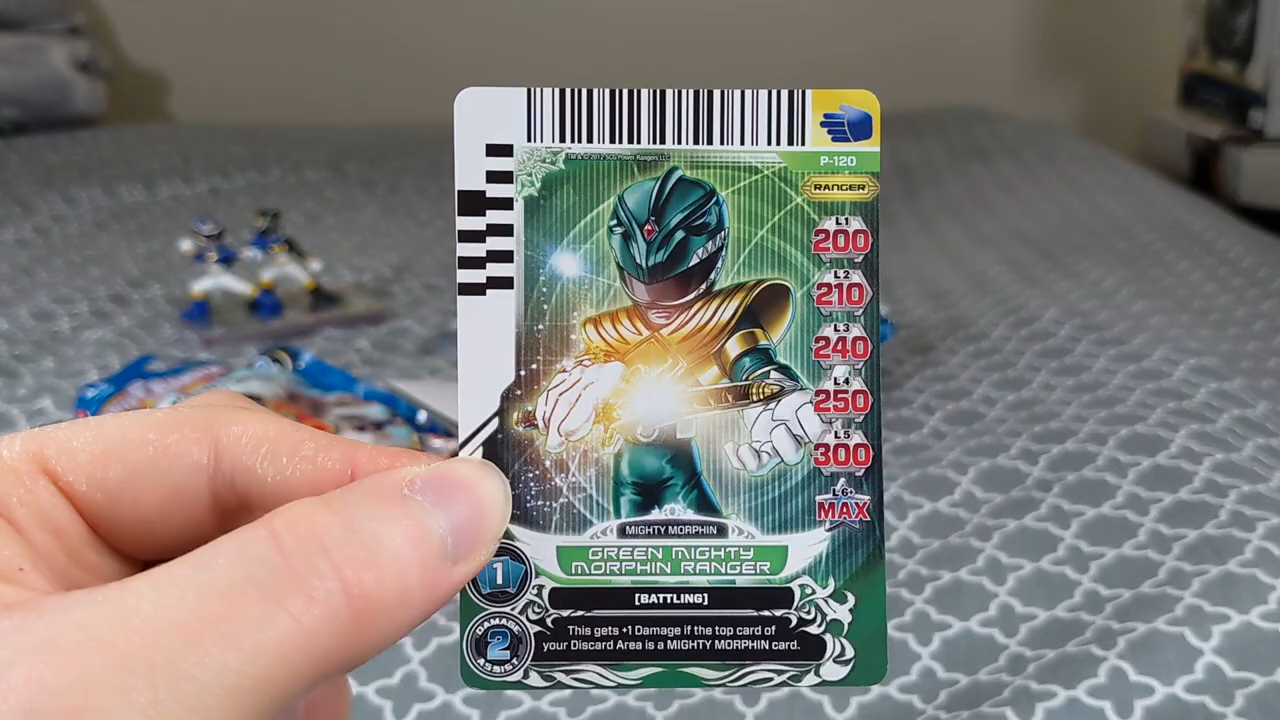 TM & © 2012 SCG Power Rangers LLC
P-120
RANGER
L1
200
L2
210
L3
240
L4
250
L5
300
L6+
MAX
MIGHTY MORPHIN
GREEN MIGHTY
MORPHIN RANGER
1
[BATTLING]
DAMAGE
2
ASSIST
This gets +1 Damage if the top card of
your Discard Area is a MIGHTY MORPHIN card.